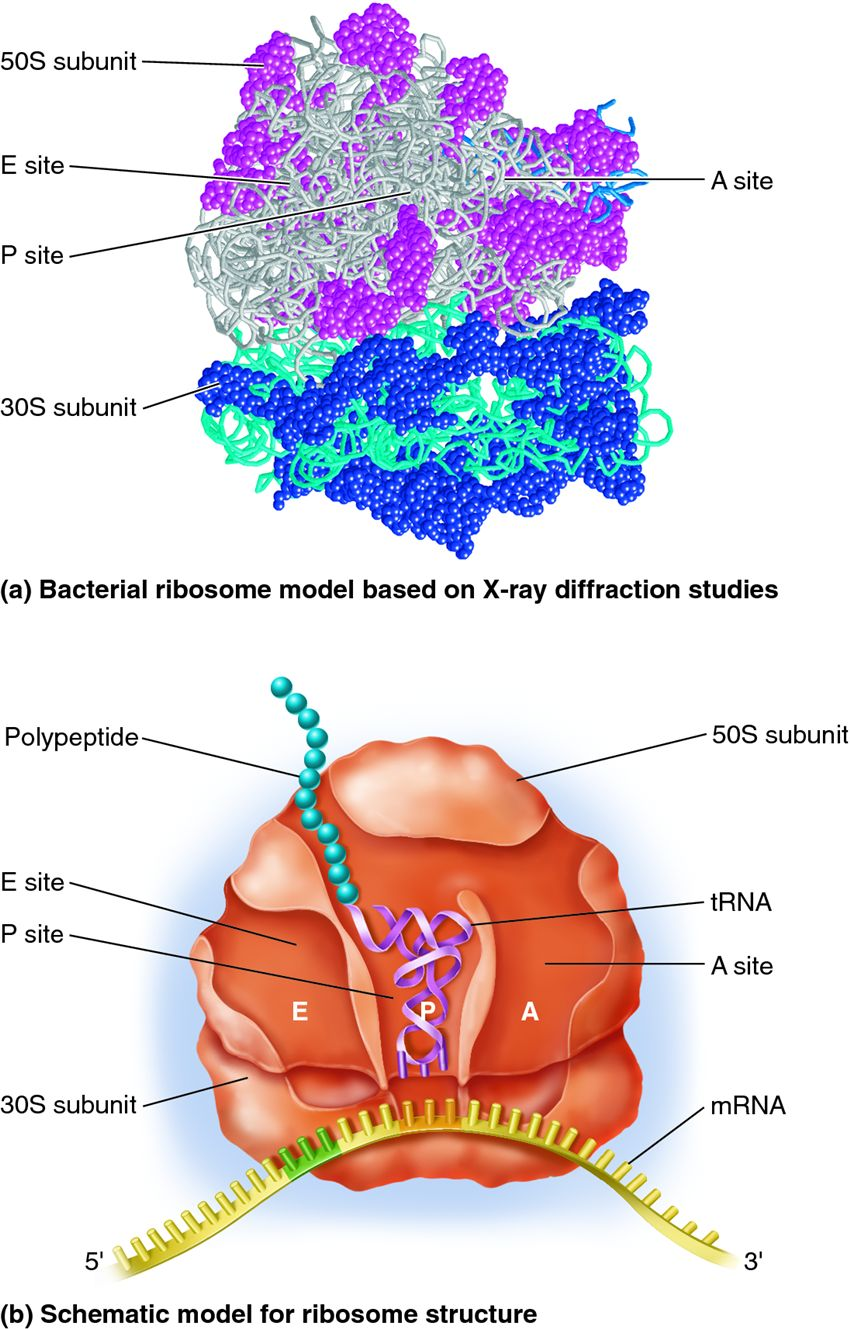 50S subunit
E site
A site
P site
30S subunit
(a) Bacterial ribosome model based on X-ray diffraction studies
Polypeptide
50S subunit
E site
tRNA
P site
A site
E
P
A
30S subunit
mRNA
5'
3'
(b) Schematic model for ribosome structure